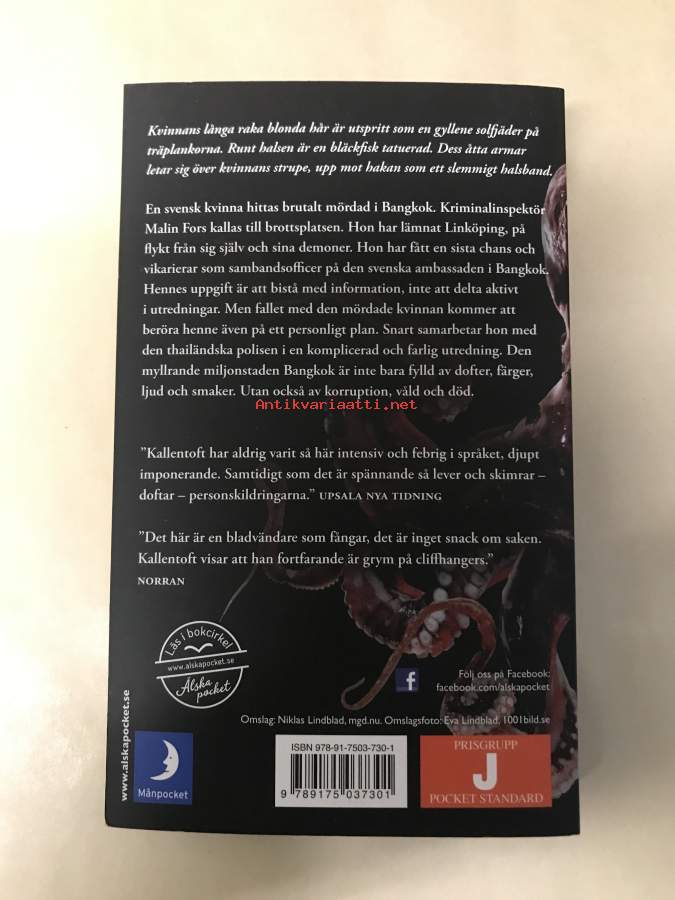 Kvinnans långa raka blonda hår är utspritt som en gyllene solfjäder på
träplankorna. Runt halsen är en bläckfisk tatuerad. Dess åtta armar
letar sig över kvinnans strupe, upp mot hakan som ett slemmigt halsband.
En svensk kvinna hittas brutalt mördad i Bangkok. Kriminalinspektör
Malin Fors kallas till brottsplatsen. Hon har lämnat Linköping, på
flykt från sig själv och sina demoner. Hon har fått en sista chans och
vikarierar som sambandsofficer på den svenska ambassaden i Bangkok.
Hennes uppgift är att bistå med information, inte att delta aktivt
i utredningar. Men fallet med den mördade kvinnan kommer att
beröra henne även på ett personligt plan. Snart samarbetar hon med
den thailändska polisen i en komplicerad och farlig utredning. Den
myllrande miljonstaden Bangkok är inte bara fylld av dofter, färger,
ljud och smaker. Utan också av korruption, våld och död.
Antikvariaatti.net
”Kallentoft har aldrig varit så här intensiv och febrig i språket, djupt
imponerande. Samtidigt som det är spännande så lever och skimrar –
doftar – personskildringarna.” UPSALA NYA TIDNING
”Det här är en bladvändare som fångar, det är inget snack om saken.
Kallentoft visar att han fortfarande är grym på cliffhangers.”
NORRAN
Läs i bokcirkel
www.alskapocket.se
Älska
pocket
Följ oss på Facebook:
facebook.com/alskapocket
Omslag: Niklas Lindblad, mgd.nu. Omslagsfoto: Eva Lindblad, 1001bild.se
www.alskapocket.se
Månpocket
ISBN 978-91-7503-730-1
9 789175 037301
PRISGRUPP
J
POCKET STANDARD